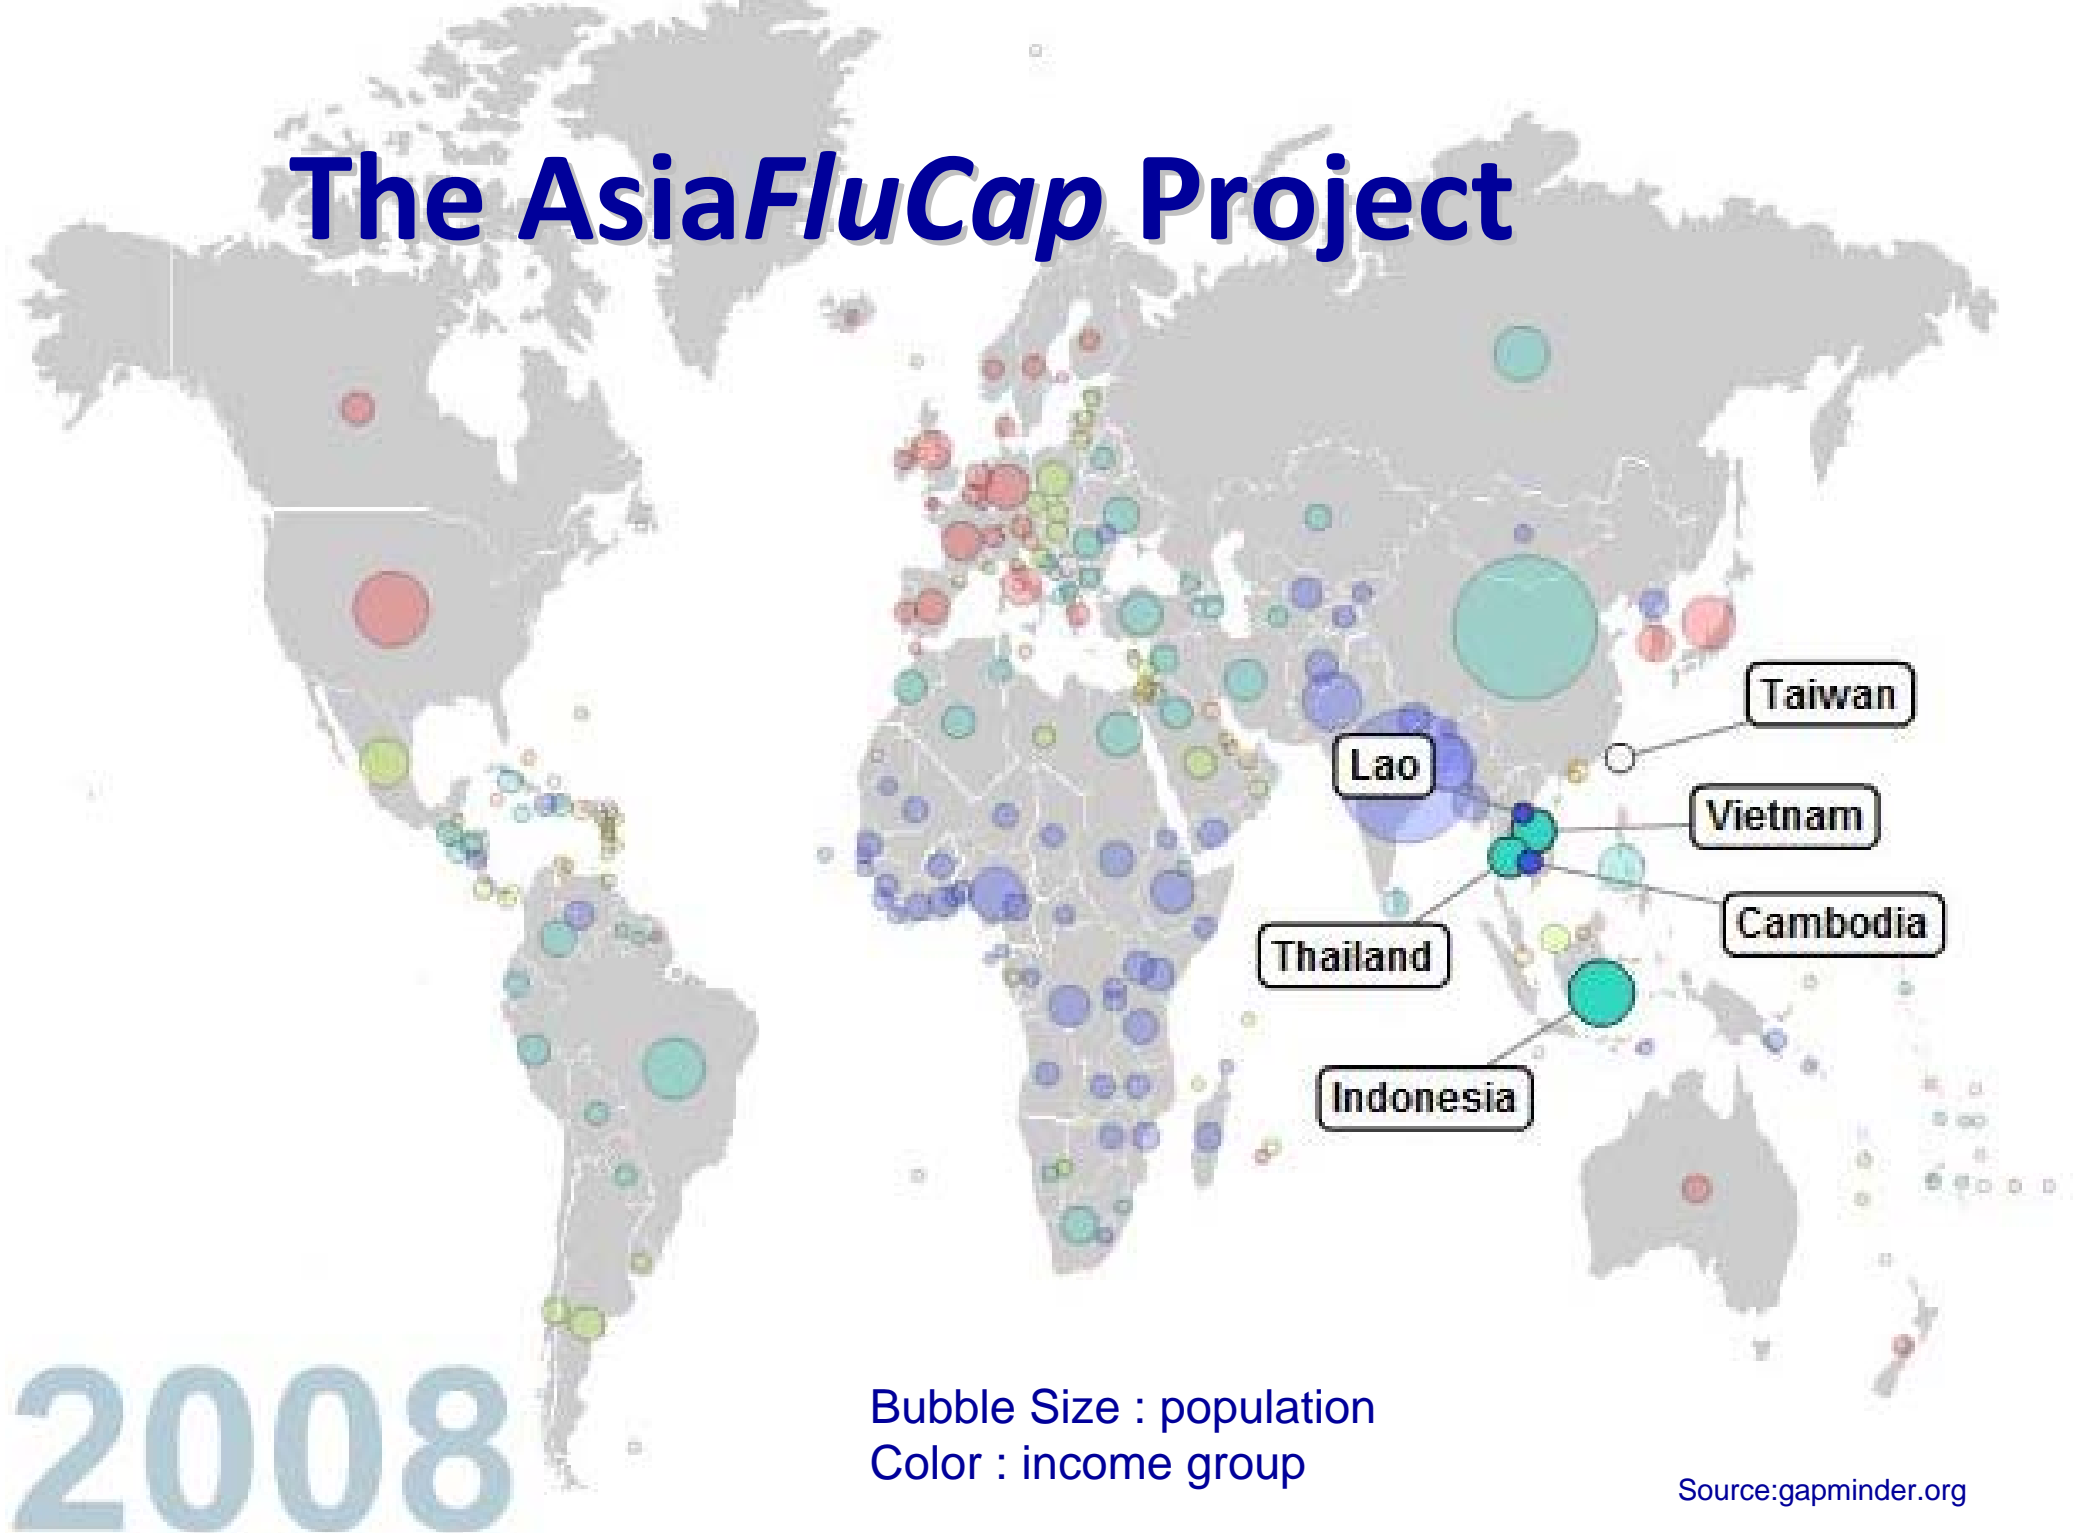 The AsiaFluCap Project
Taiwan
Lao
Vietnam
Cambodia
Thailand
Indonesia
2008
Bubble Size : population
Color : income group
Source:gapminder.org